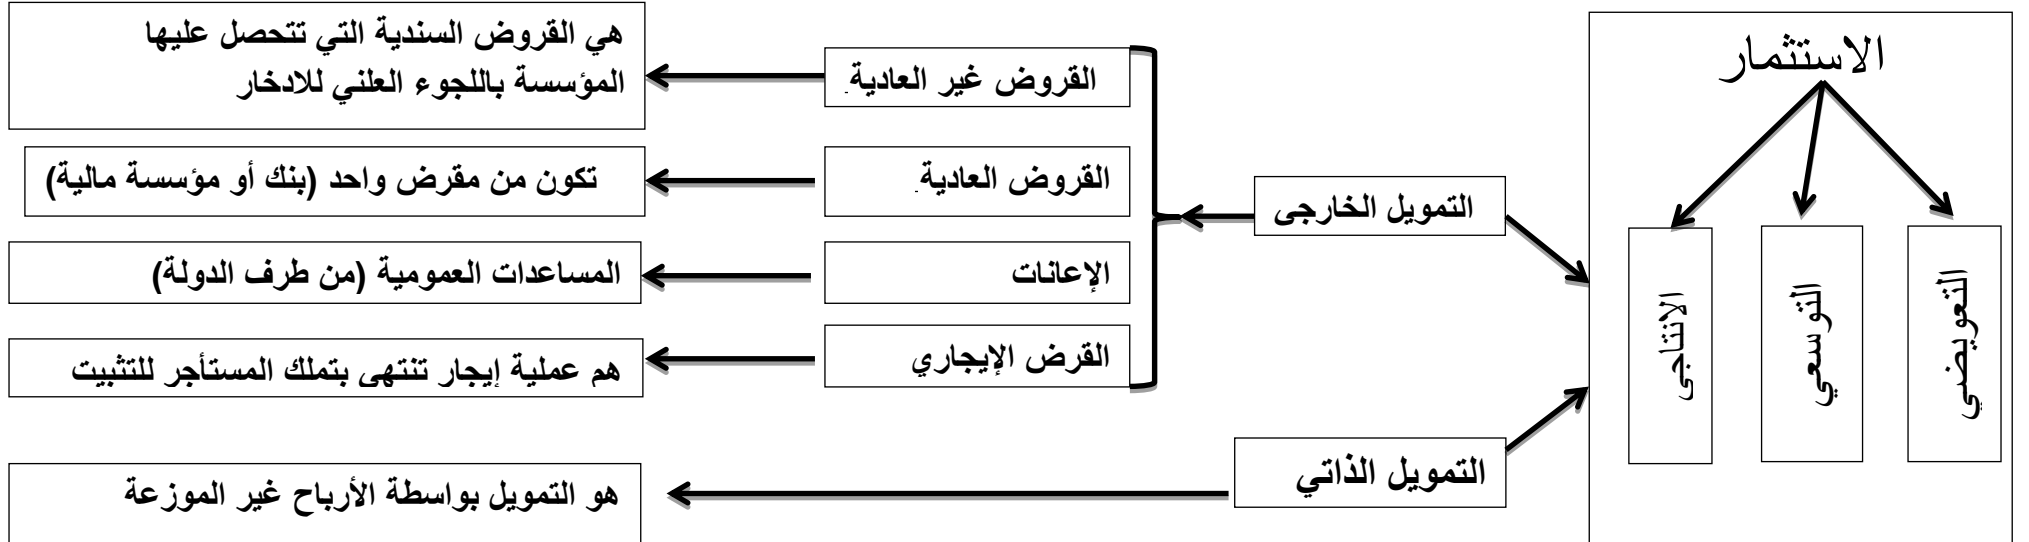 الاستثمار
التعويضي
التوسعي
الانتاجي
التمويل الخارجي
القروض غير العادية
هي القروض السندية التي تتحصل عليها
المؤسسة باللجوء العلني للادخار
القروض العادية
تكون من مقرض واحد (بنك أو مؤسسة مالية)
الإعانات
المساعدات العمومية (من طرف الدولة)
القرض الإيجاري
هم عملية إيجار تنتهي بتملك المستأجر للتثبيت
التمويل الذاتي
هو التمويل بواسطة الأرباح غير الموزعة